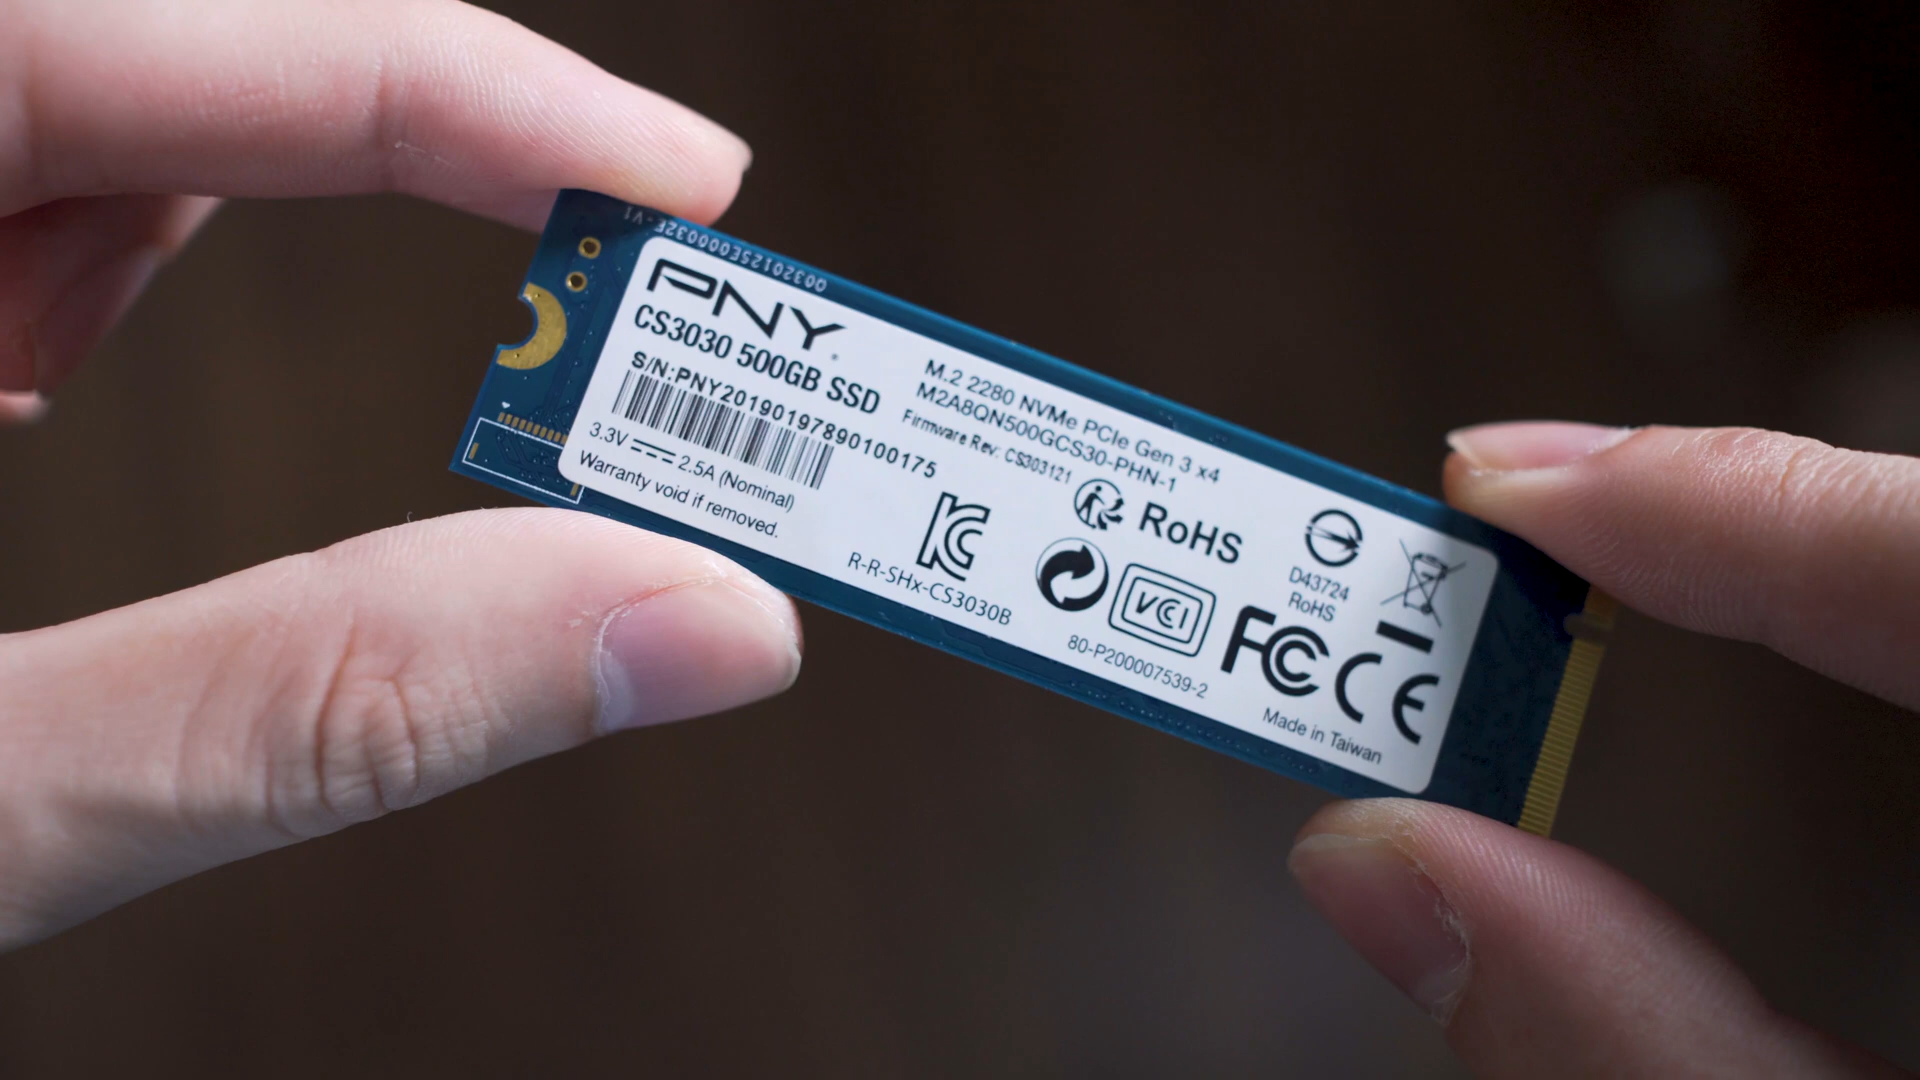 Q0320125E000032E-V1
PNY
CS3030 500GB SSD
S/N:PNY20190197890100175
3.3V 2.5A (Nominal)
Warranty void if removed.
M.2 2280 NVMe PCIe Gen 3 x4
M2A8QN500GCS30-PHN-1
Firmware Rev: CS303121
RoHS
R-R-SHx-CS3030B
VCI
80-P200007539-2
D43724
RoHS
FC CE
Made in Taiwan